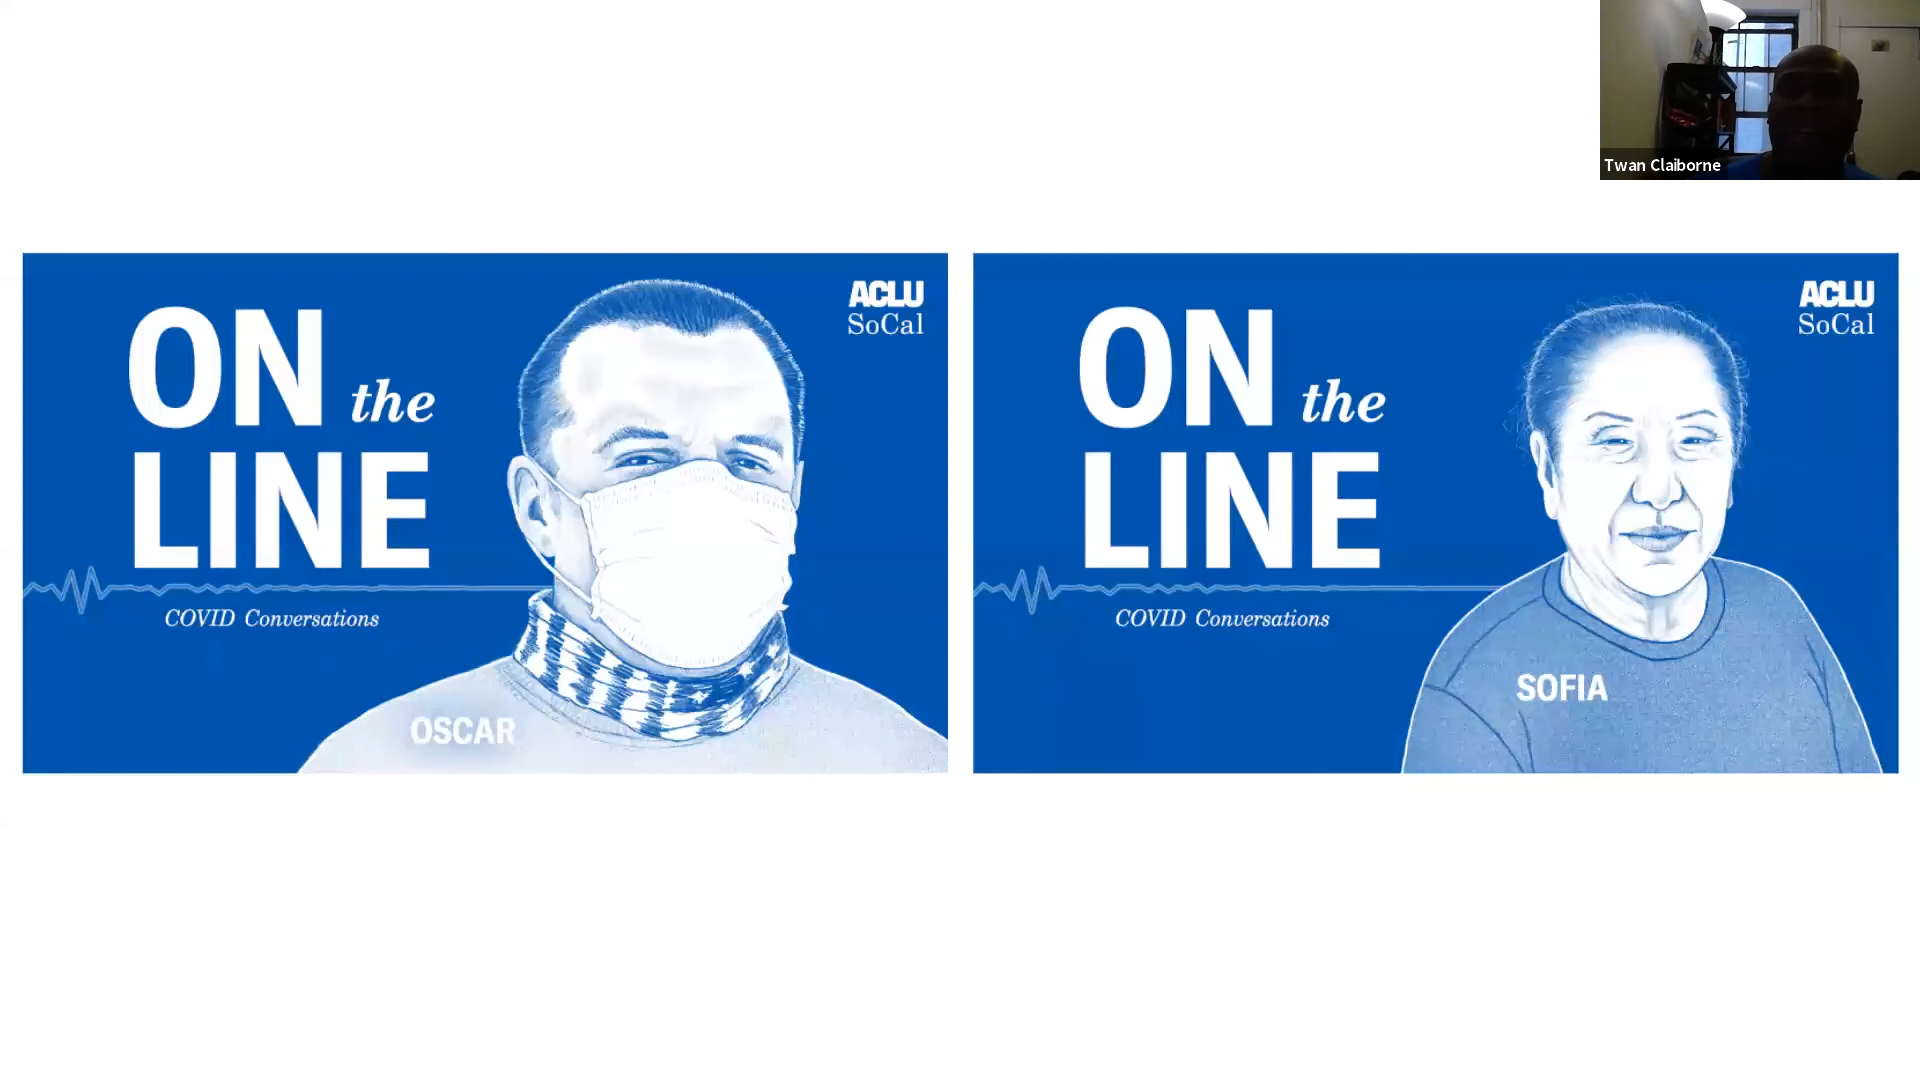 Twan Claiborne
ON the
LINE
COVID Conversations
OSCAR
ACLU
SoCal
ON the
LINE
COVID Conversations
SOFIA
ACLU
SoCal